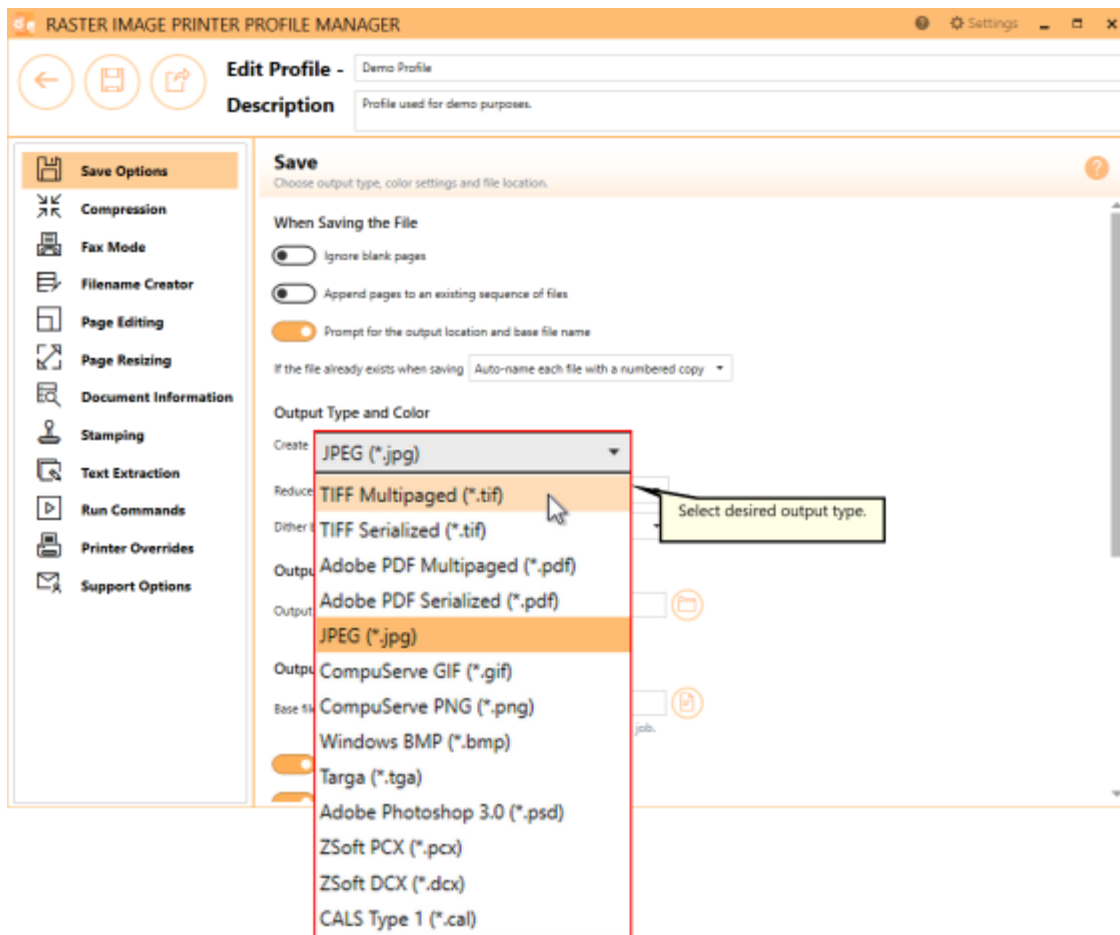 RASTER IMAGE PRINTER PROFILE MANAGER
Settings
Edit Profile - Demo Profile
Description Profile used for demo purposes.
Save Options
Compression
Fax Mode
Filename Creator
Page Editing
Page Resizing
Document Information
Stamping
Text Extraction
Run Commands
Printer Overrides
Support Options
Save
Choose output type, color settings and file location.
When Saving the File
Ignore blank pages
Append pages to an existing sequence of files
Prompt for the output location and base file name
If the file already exists when saving Auto-name each file with a numbered copy
Output Type and Color
Create JPEG (*.jpg)
Reduce
Dither
Output
Base
job.
TIFF Multipaged (*.tif)
TIFF Serialized (*.tif)
Adobe PDF Multipaged (*.pdf)
Adobe PDF Serialized (*.pdf)
JPEG (*.jpg)
CompuServe GIF (*.gif)
CompuServe PNG (*.png)
Windows BMP (*.bmp)
Targa (*.tga)
Adobe Photoshop 3.0 (*.psd)
ZSoft PCX (*.pcx)
ZSoft DCX (*.dcx)
CALS Type 1 (*.cal)
Select desired output type.